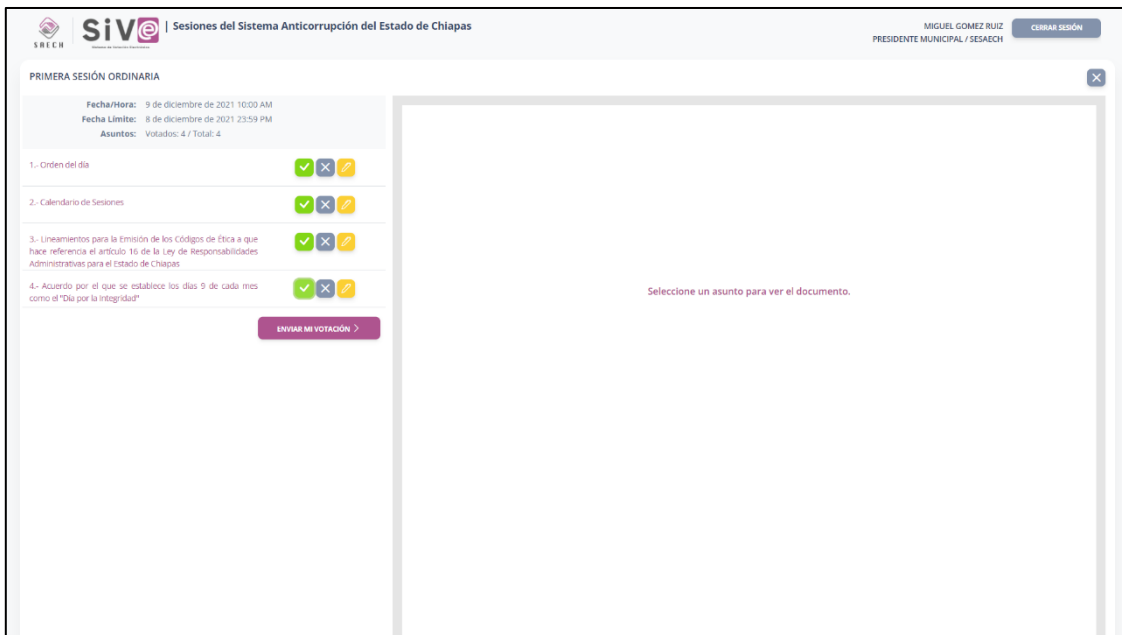 SAECH
SiVe
Sistema de Votación Electrónica
| Sesiones del Sistema Anticorrupción del Estado de Chiapas
MIGUEL GOMEZ RUIZ
PRESIDENTE MUNICIPAL / SESAECH
CERRAR SESIÓN
PRIMERA SESIÓN ORDINARIA
Fecha/Hora: 9 de diciembre de 2021 10:00 AM
Fecha Límite: 8 de diciembre de 2021 23:59 PM
Asuntos: Votados: 4 / Total: 4
1.- Orden del día
2.- Calendario de Sesiones
3.- Lineamientos para la Emisión de los Códigos de Ética a que
hace referencia el artículo 16 de la Ley de Responsabilidades
Administrativas para el Estado de Chiapas
4.- Acuerdo por el que se establece los días 9 de cada mes
como el "Día por la Integridad"
ENVIAR MI VOTACIÓN >
Seleccione un asunto para ver el documento.